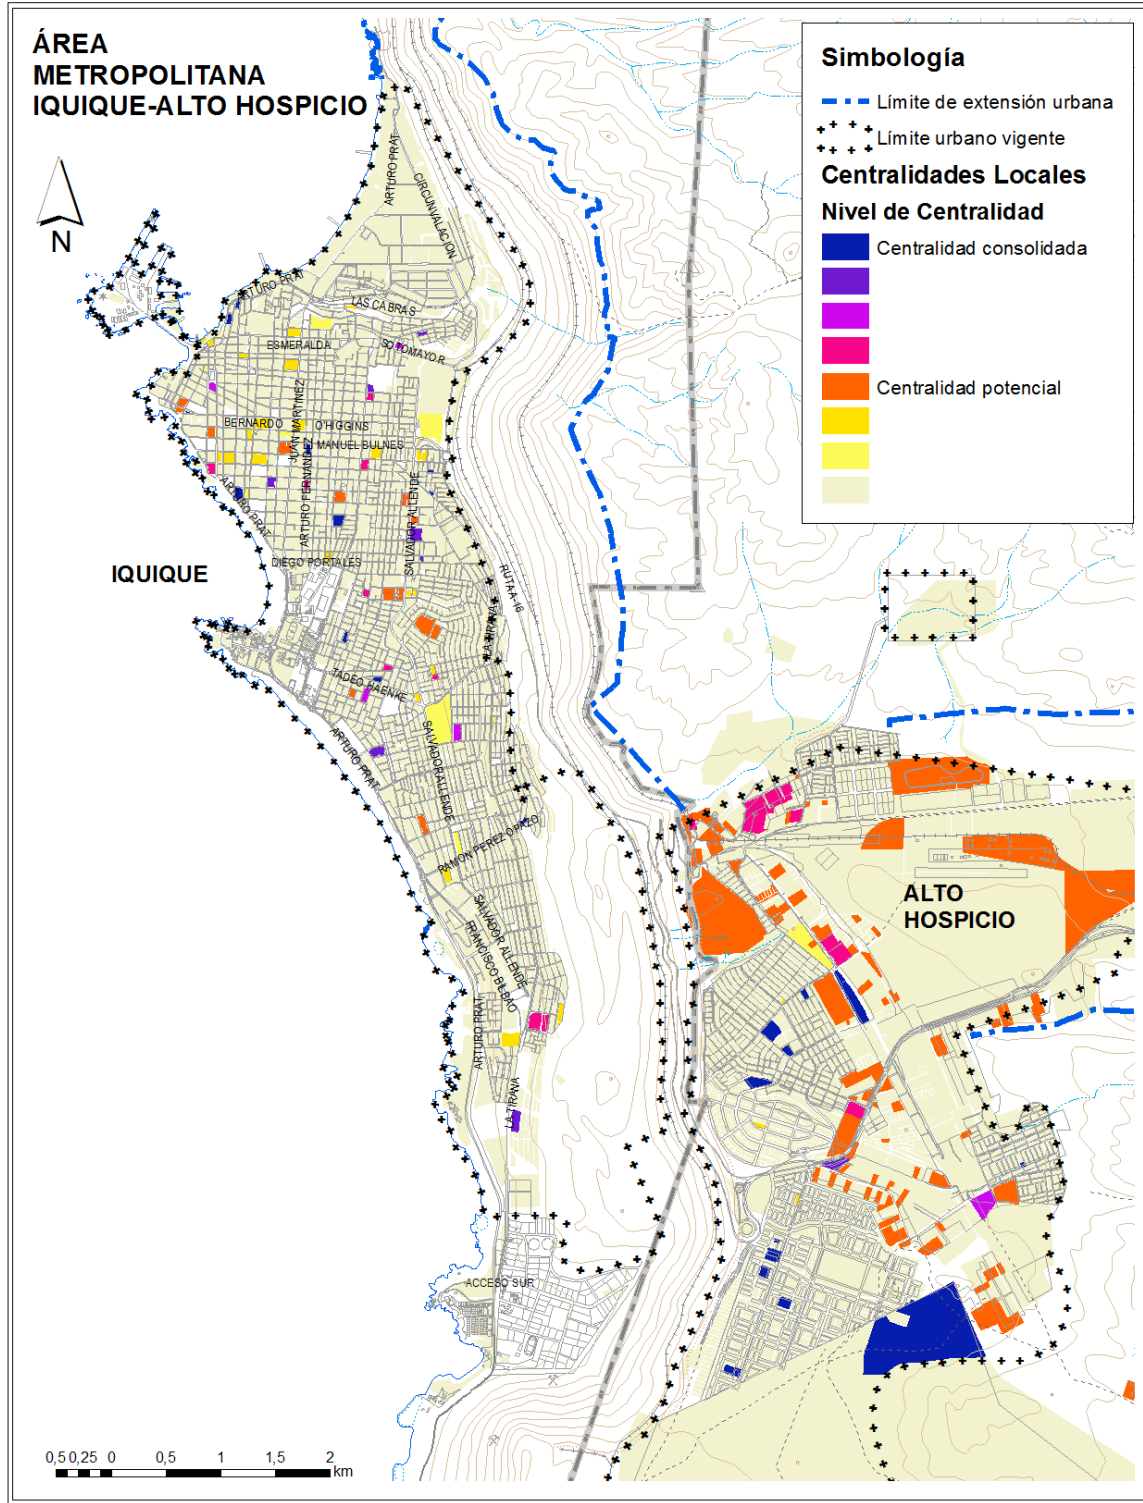 ÁREA
METROPOLITANA
IQUIQUE-ALTO HOSPICIO
N
Simbología
Límite de extensión urbana
Límite urbano vigente
Centralidades Locales
Nivel de Centralidad
Centralidad consolidada
Centralidad potencial
ARTURO PRAT
CIRCUNVALACION
ARTURO PRAT
LAS CABRAS
ESMERALDA
SOTOMAYOR
JUAN MARTINEZ
BERNARDO
O'HIGGINS
MANUEL BULNES
ARTURO FERNANDEZ
SALVADOR ALLENDE
ARTURO PRAT
DIEGO PORTALES
IQUIQUE
RUTA A-16
LA TIRANA
TADEO HAENKE
ARTURO PRAT
SALVADOR ALLENDE
RAMON PEREZ OPAZO
ALTO
HOSPICIO
SALVADOR ALLENDE
FRANCISCO BILBAO
ARTURO PRAT
LA TIRANA
ACCESO SUR
0,5 0,25 0 0,5 1 1,5 2
km